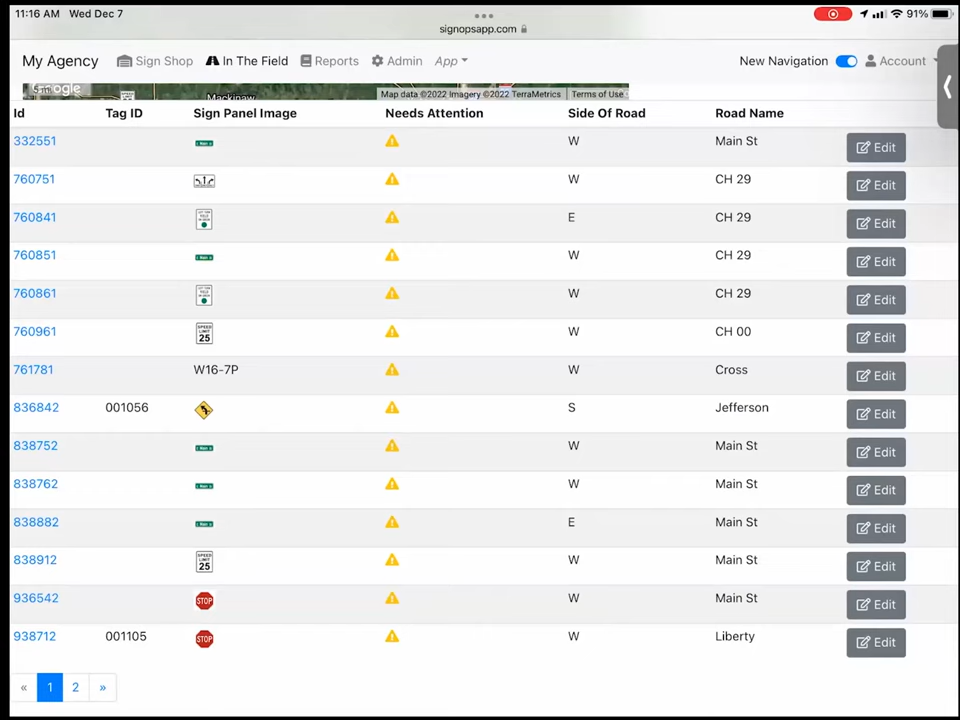 11:16 AM Wed Dec 7
91%
signopsapp.com
My Agency Sign Shop In The Field Reports Admin App New Navigation Account
Google Mackinaw Map data ©2022 Imagery ©2022 TerraMetrics Terms of Use
Id Tag ID Sign Panel Image Needs Attention Side Of Road Road Name
332551 W Main St Edit
760751 W CH 29 Edit
760841 E CH 29 Edit
760851 W CH 29 Edit
760861 W CH 29 Edit
760961 SPEED LIMIT 25 W CH 00 Edit
761781 W16-7P W Cross Edit
836842 001056 S Jefferson Edit
838752 W Main St Edit
838762 W Main St Edit
838882 E Main St Edit
838912 SPEED LIMIT 25 W Main St Edit
936542 STOP W Main St Edit
938712 001105 STOP W Liberty Edit
« 1 2 »